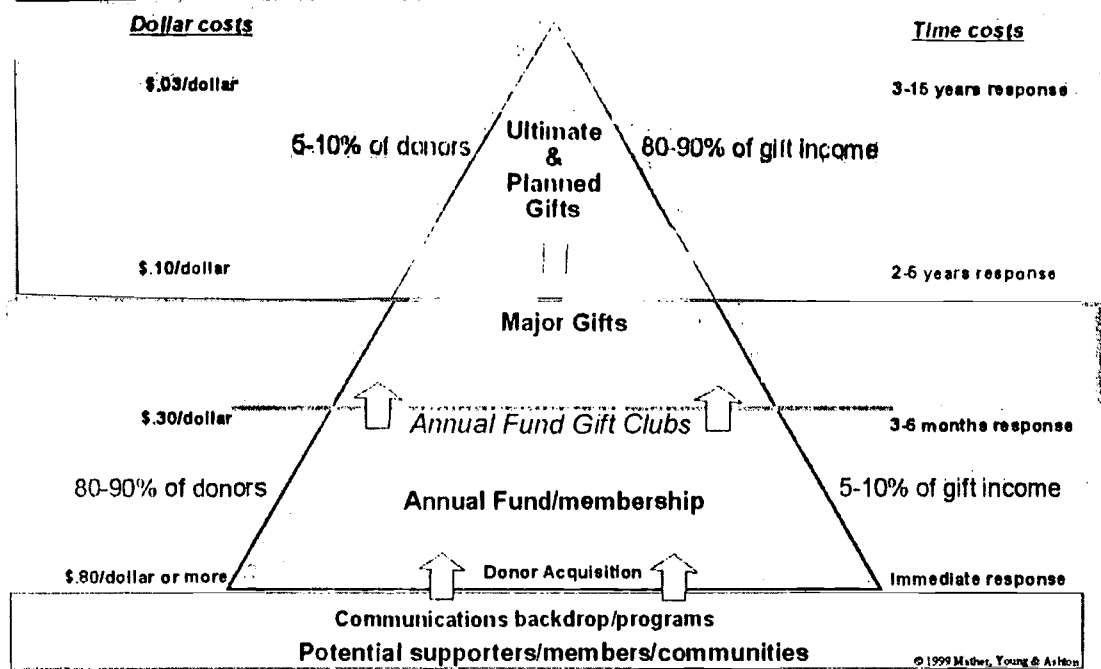 Dollar costs
Time costs
$.03/dollar
3-15 years response
5-10% of donors
Ultimate
&
Planned
Gifts
80-90% of gift income
$.10/dollar
2-5 years response
Major Gifts
$.30/dollar
Annual Fund Gift Clubs
3-6 months response
80-90% of donors
5-10% of gift income
Annual Fund/membership
$.80/dollar or more
Donor Acquisition
Immediate response
Communications backdrop/programs
Potential supporters/members/communities
© 1999 Mather, Young & Ashton